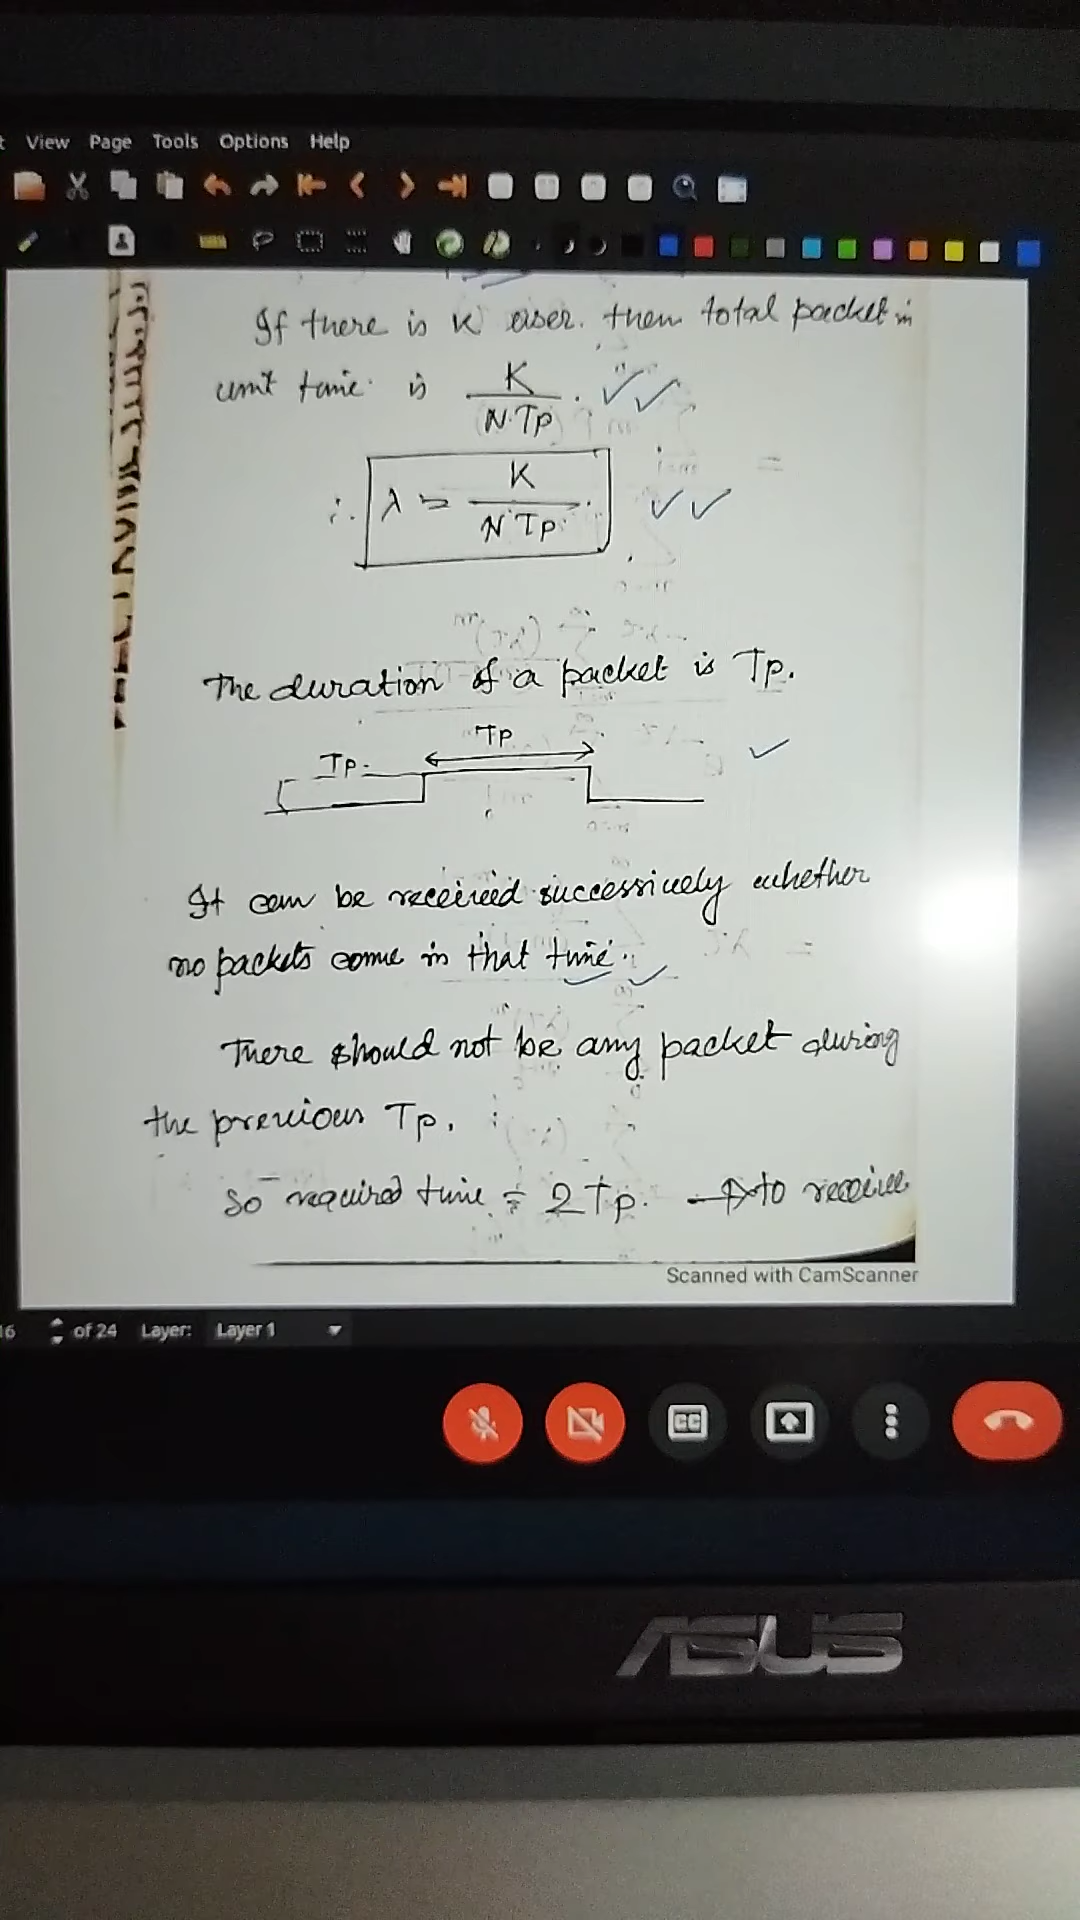 View Page Tools Options Help
If there is K user. then total packet in
unit time is K / N.Tp .
∴ λ = K / N Tp .
The duration of a packet is Tp.
Tp
Tp.
It can be received successively whether
no packets come in that time.
There should not be any packet during
the previous Tp.
So required time = 2Tp. → to receive
Scanned with CamScanner
of 24 Layer: Layer 1
CC
ASUS